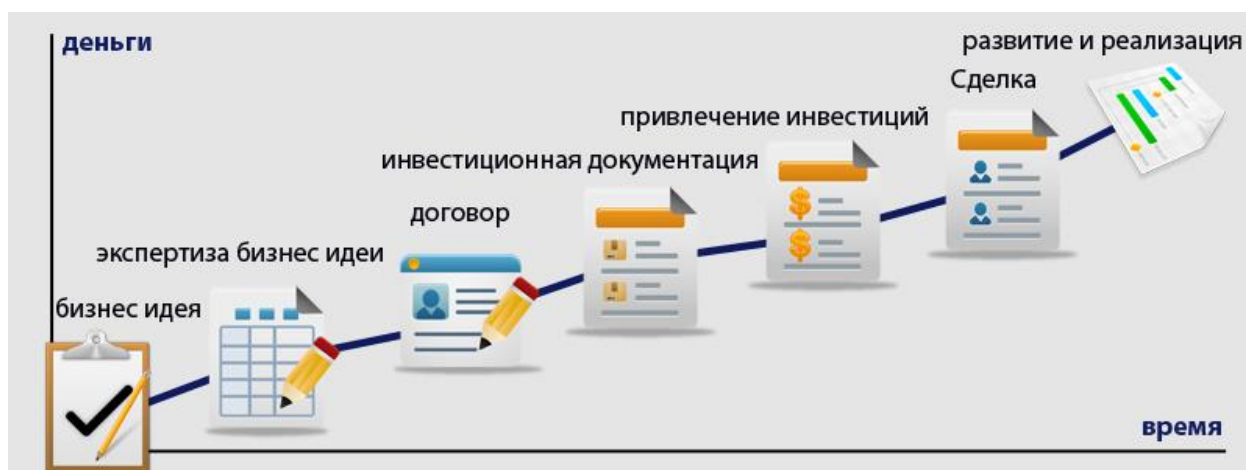 деньги
развитие и реализация
Сделка
привлечение инвестиций
инвестиционная документация
договор
экспертиза бизнес идеи
бизнес идея
время